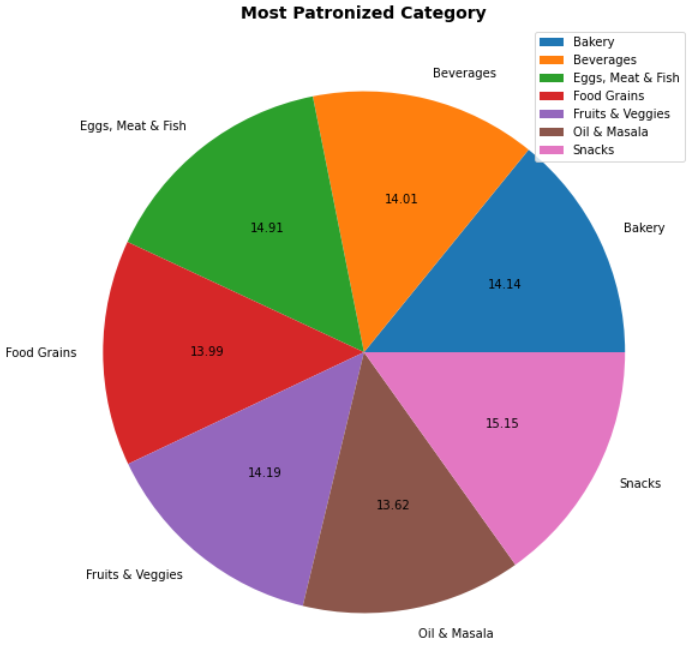 Most Patronized Category
Bakery
Beverages
Eggs, Meat & Fish
Food Grains
Fruits & Veggies
Oil & Masala
Snacks
Beverages
Eggs, Meat & Fish
14.01
14.91
Bakery
14.14
Food Grains
13.99
15.15
14.19
Snacks
13.62
Fruits & Veggies
Oil & Masala